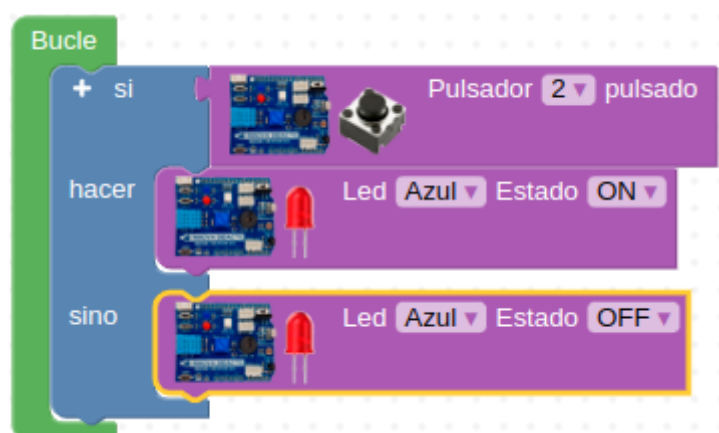 Bucle
si Pulsador 2 pulsado
hacer Led Azul Estado ON
sino Led Azul Estado OFF